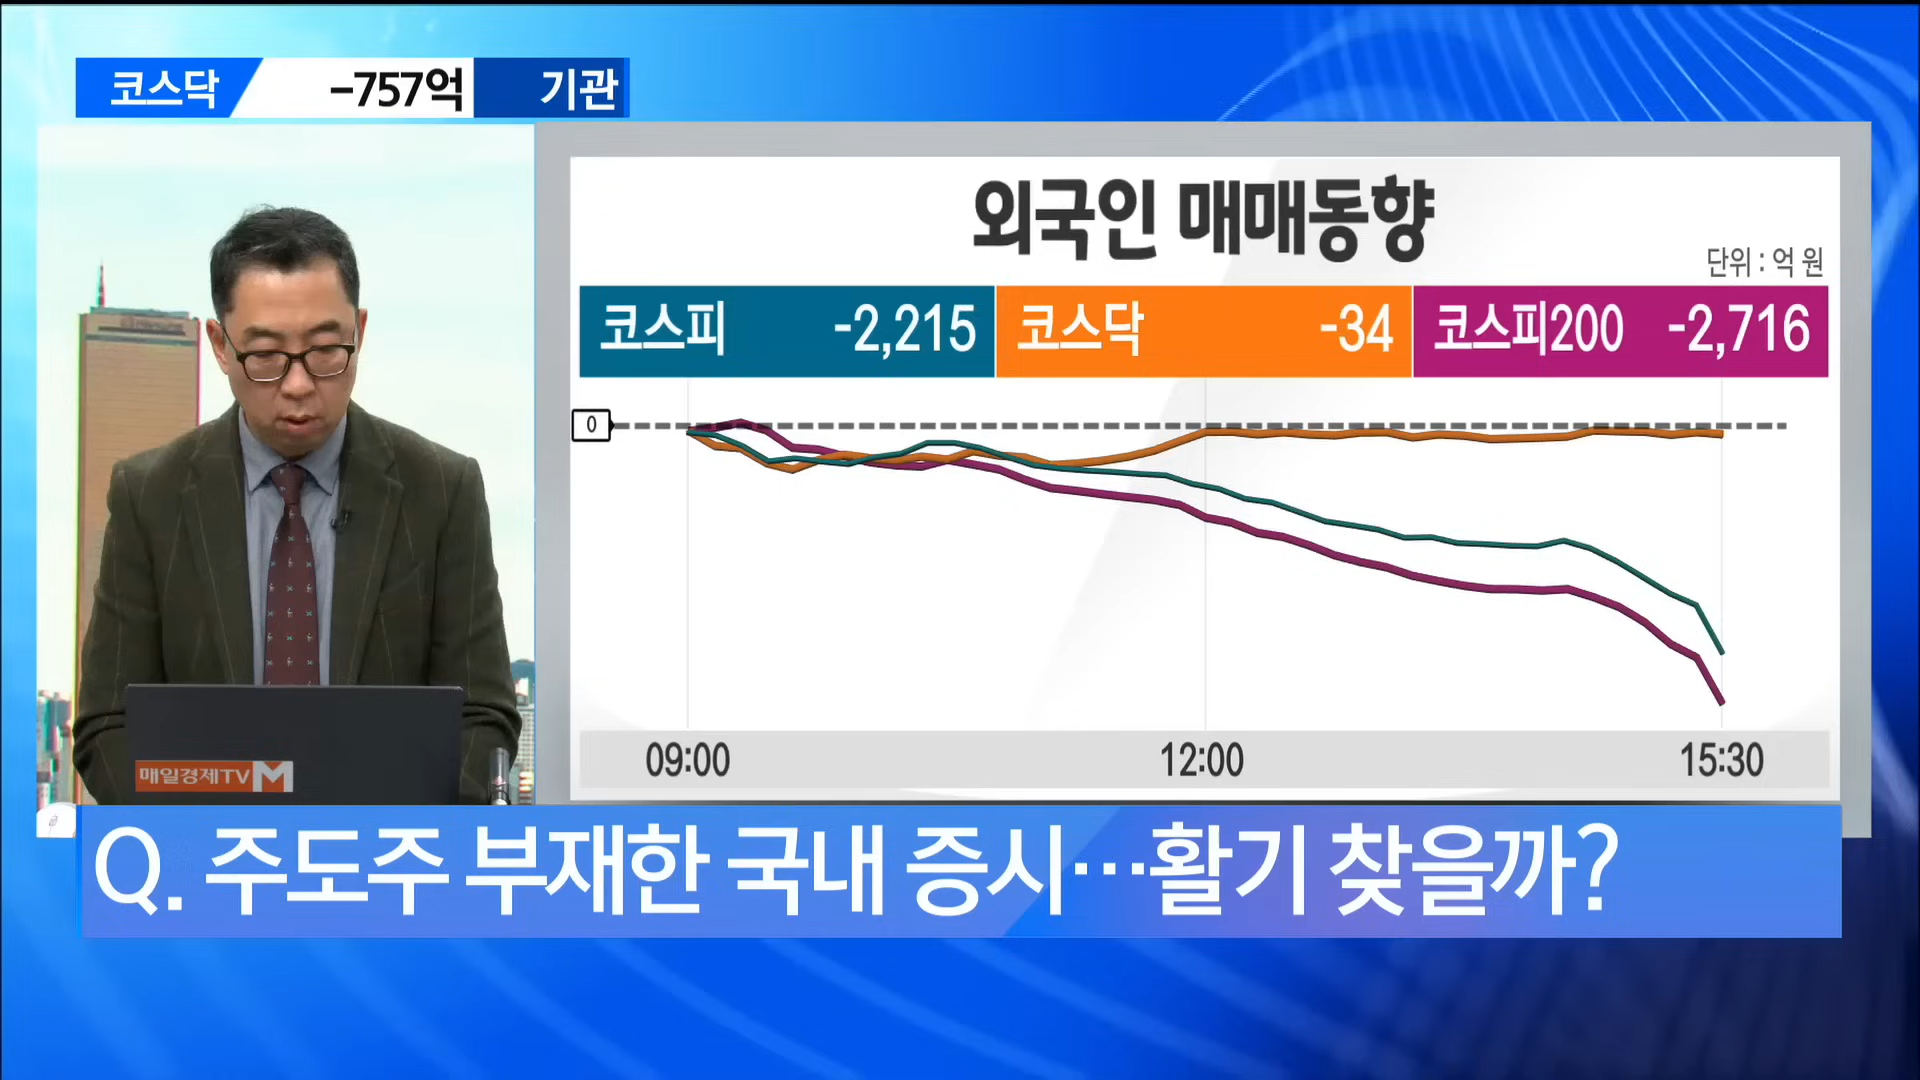 코스닥 -757억 기관
외국인 매매동향
단위 : 억 원
코스피 -2,215 코스닥 -34 코스피200 -2,716
0
09:00 12:00 15:30
매일경제TV M
Q. 주도주 부재한 국내 증시…활기 찾을까?